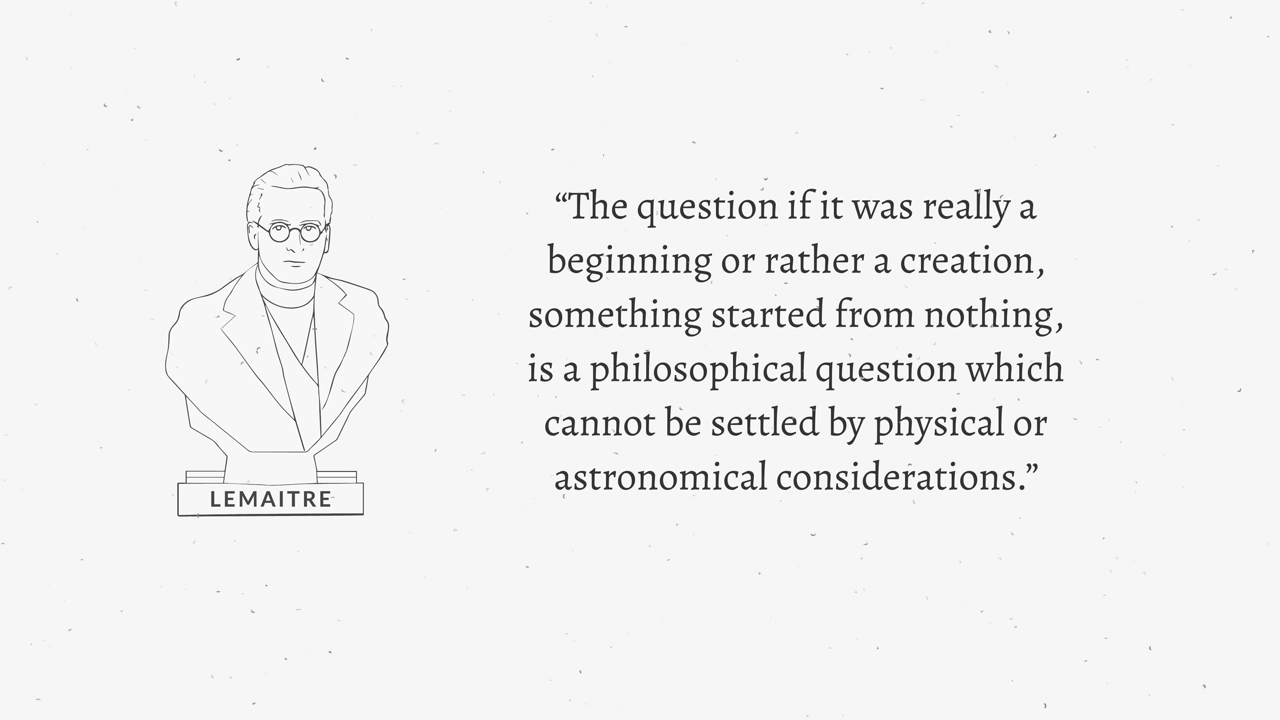 LEMAITRE
“The question if it was really a
beginning or rather a creation,
something started from nothing,
is a philosophical question which
cannot be settled by physical or
astronomical considerations.”